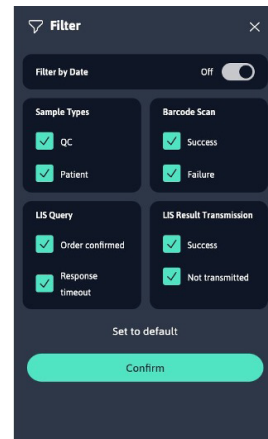 Filter
Filter by Date
Off
Sample Types
QC
Patient
Barcode Scan
Success
Failure
LIS Query
Order confirmed
Response
timeout
LIS Result Transmission
Success
Not transmitted
Set to default
Confirm